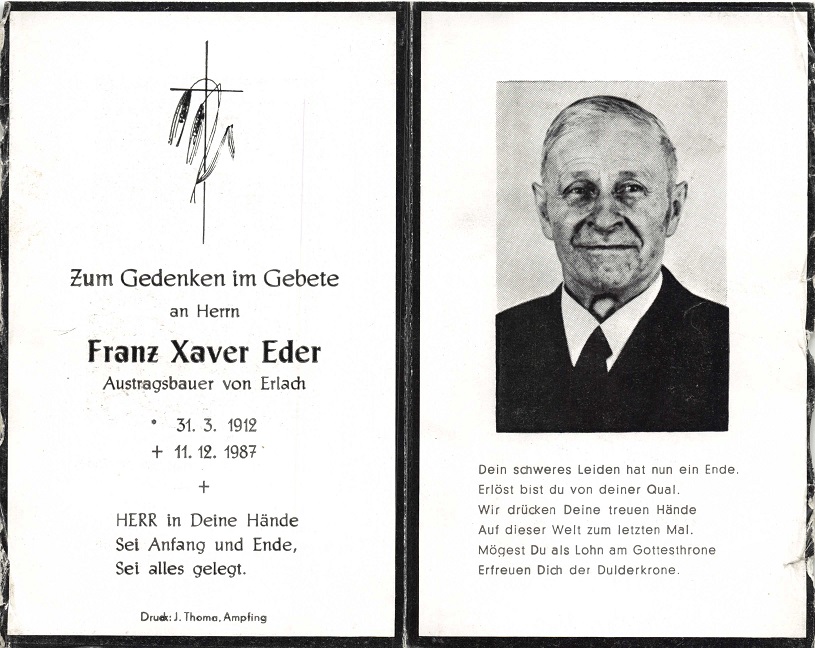 Zum Gedenken im Gebete
an Herrn
Franz Xaver Eder
Austragsbauer von Erlach
* 31. 3. 1912
+ 11. 12. 1987
+
HERR in Deine Hände
Sei Anfang und Ende,
Sei alles gelegt.
Druck: J. Thoma, Ampfing
Dein schweres Leiden hat nun ein Ende.
Erlöst bist du von deiner Qual.
Wir drücken Deine treuen Hände
Auf dieser Welt zum letzten Mal.
Mögest Du als Lohn am Gottesthrone
Erfreuen Dich der Dulderkrone.